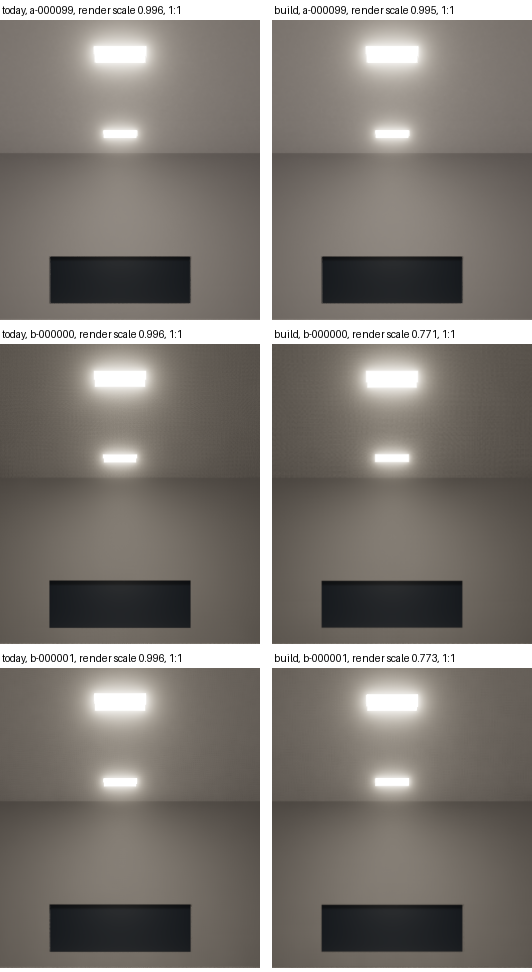 today, a-000099, render scale 0.996, 1:1
build, a-000099, render scale 0.995, 1:1
today, b-000000, render scale 0.996, 1:1
build, b-000000, render scale 0.771, 1:1
today, b-000001, render scale 0.996, 1:1
build, b-000001, render scale 0.773, 1:1